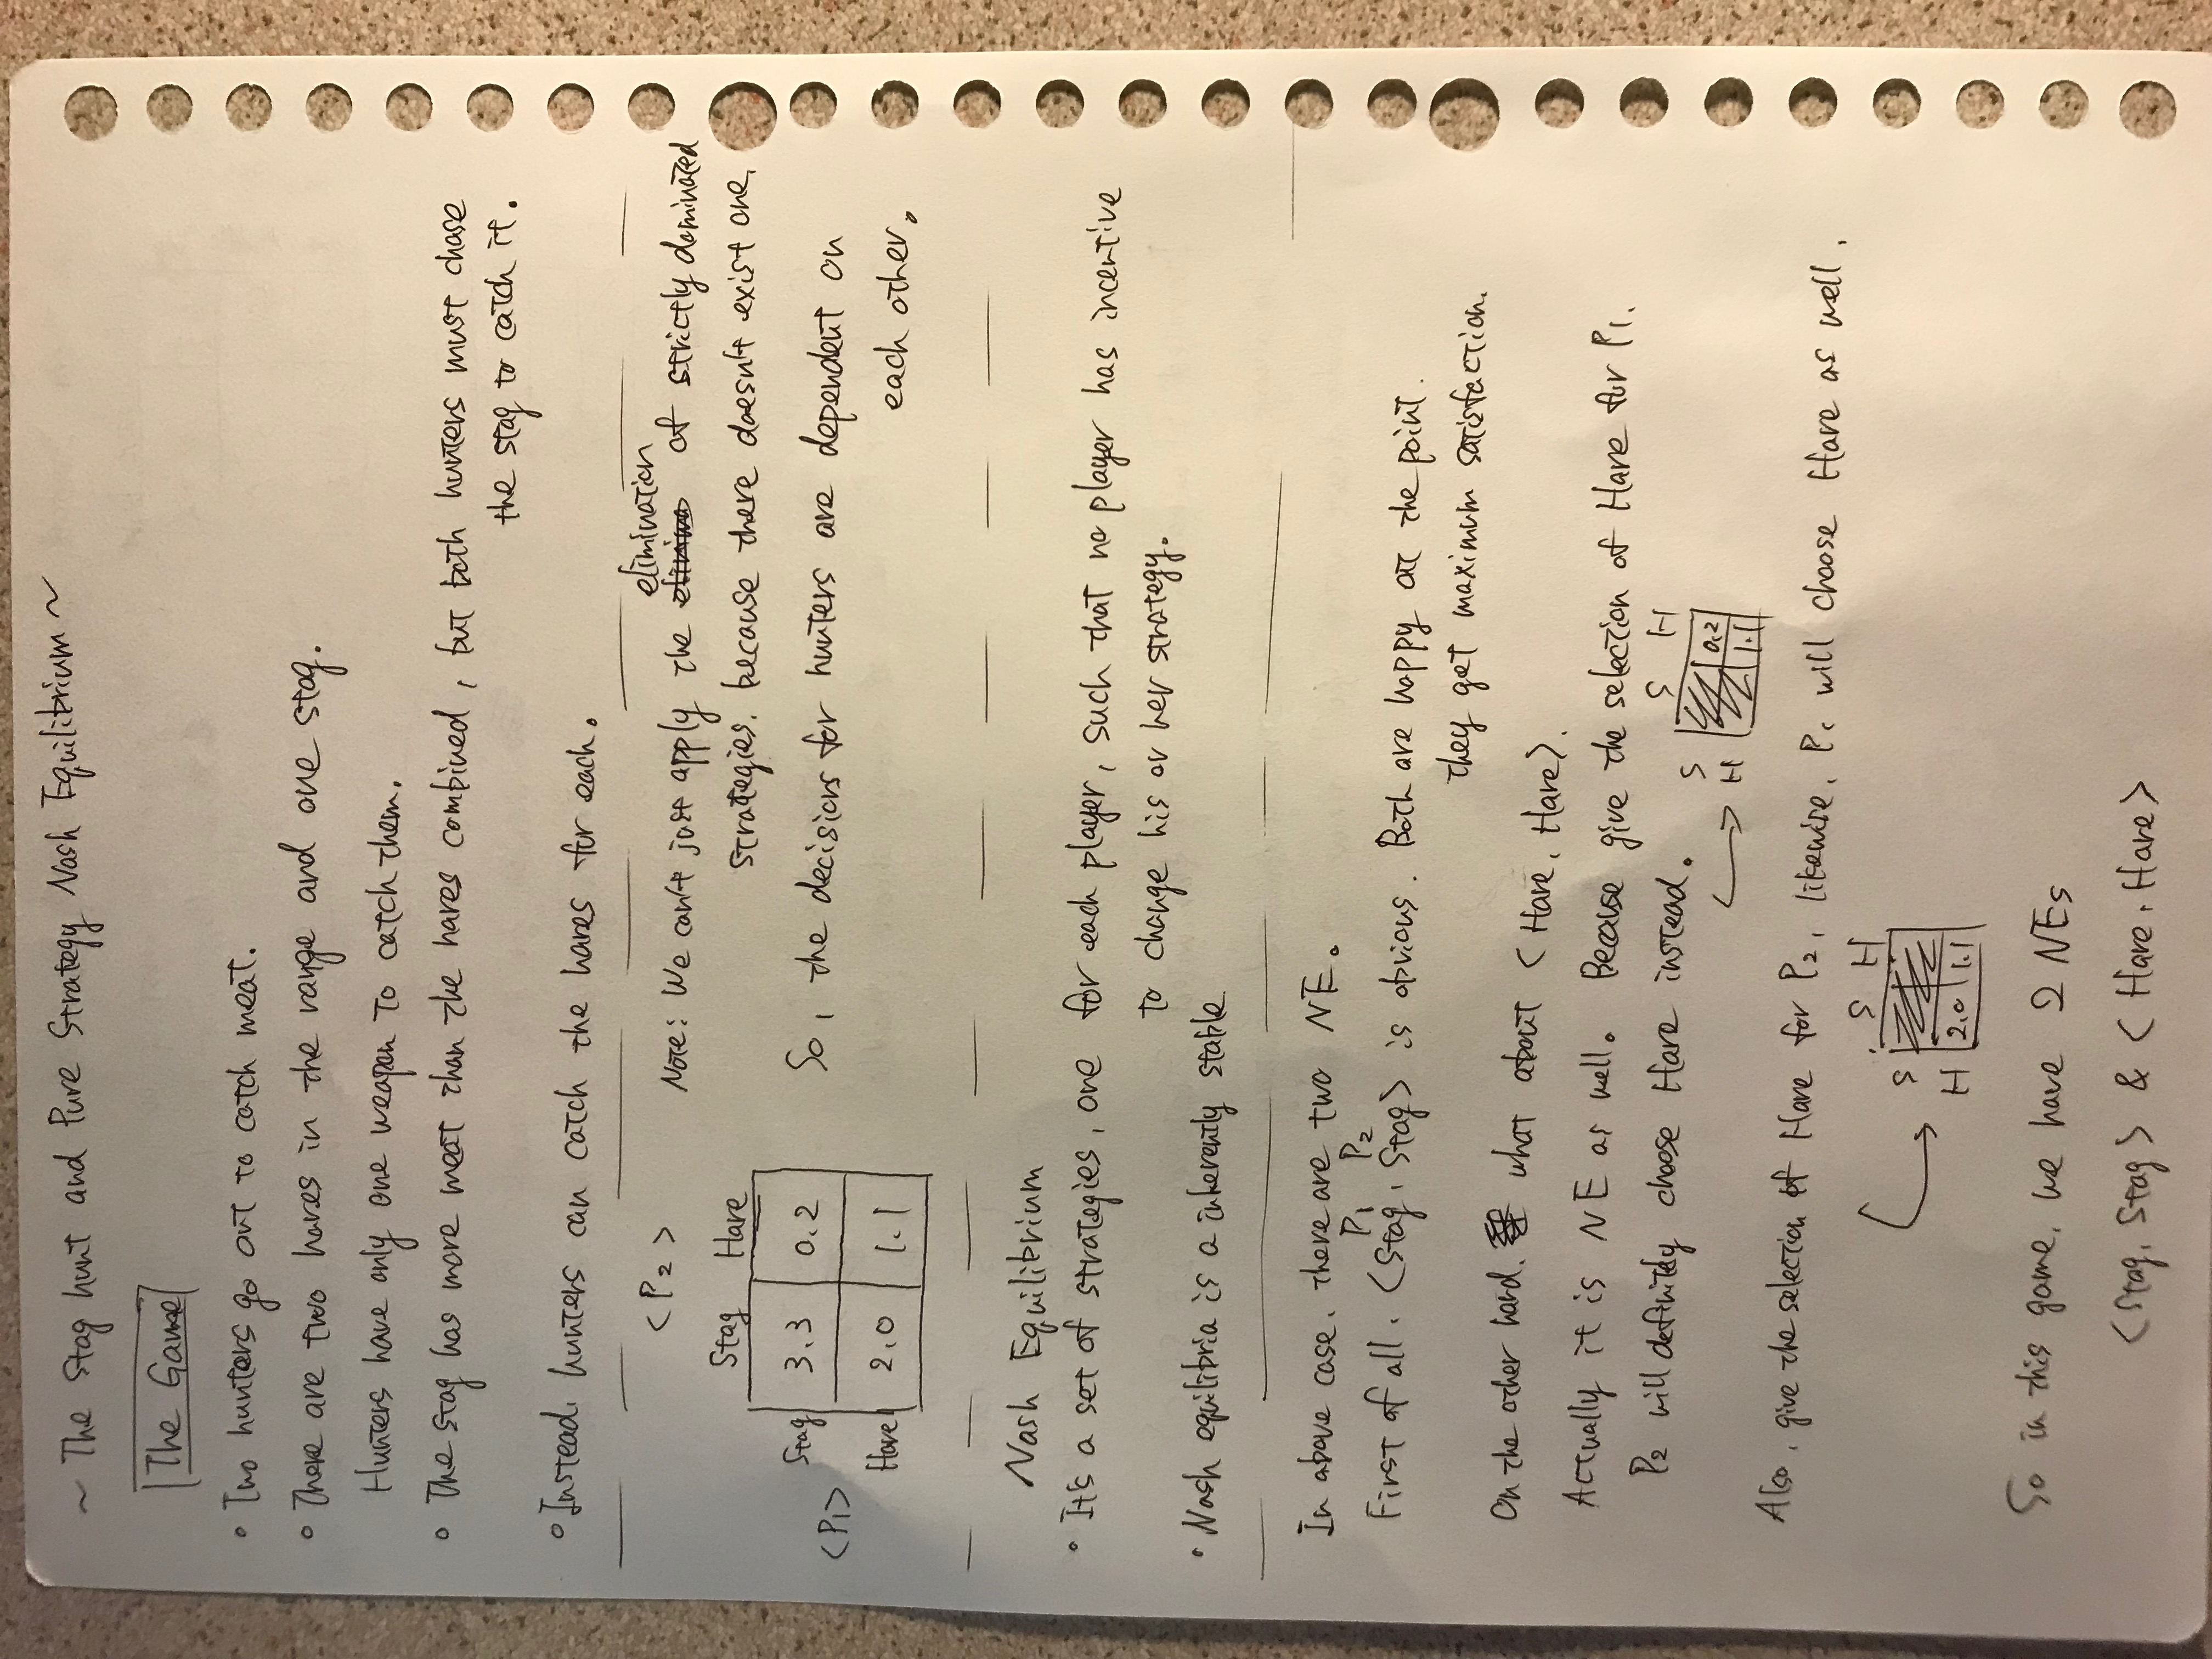 ~ The Stag hunt and Pure Strategy Nash Equilibrium ~
The Game
• Two hunters go out to catch meat.
• There are two hares in the range and one stag.
Hunters have only one weapon to catch them.
• The stag has more meat than the hares combined, but both hunters must chase
the stag to catch it.
• Instead, hunters can catch the hares for each.
<P2>
Stag Hare
<P1>
Stag 3.3 0.2
Hare 2.0 1.1
Note: We can't just apply the elimination of strictly dominated
strategies, because there doesn't exist one,
So, the decisions for hunters are dependent on
each other.
Nash Equilibrium
• It's a set of strategies, one for each player, such that no player has incentive
to change his or her strategy.
• Nash equilibria is a inherently stable
In above case, there are two NE.
P1 P2
First of all, <Stag, Stag> is obvious. Both are happy at the point.
they get maximum satisfaction.
On the other hand, what about <Hare, Hare>.
Actually it is NE as well. Because give the selection of Hare for P1,
P2 will definitely choose Hare instead.
S H
S 0.2
H 1.1
Also, give the selection of Hare for P2, likewise, P1 will choose Hare as well.
S H
S
H 2.0 1.1
So in this game, we have 2 NEs
<Stag, Stag> & <Hare, Hare>